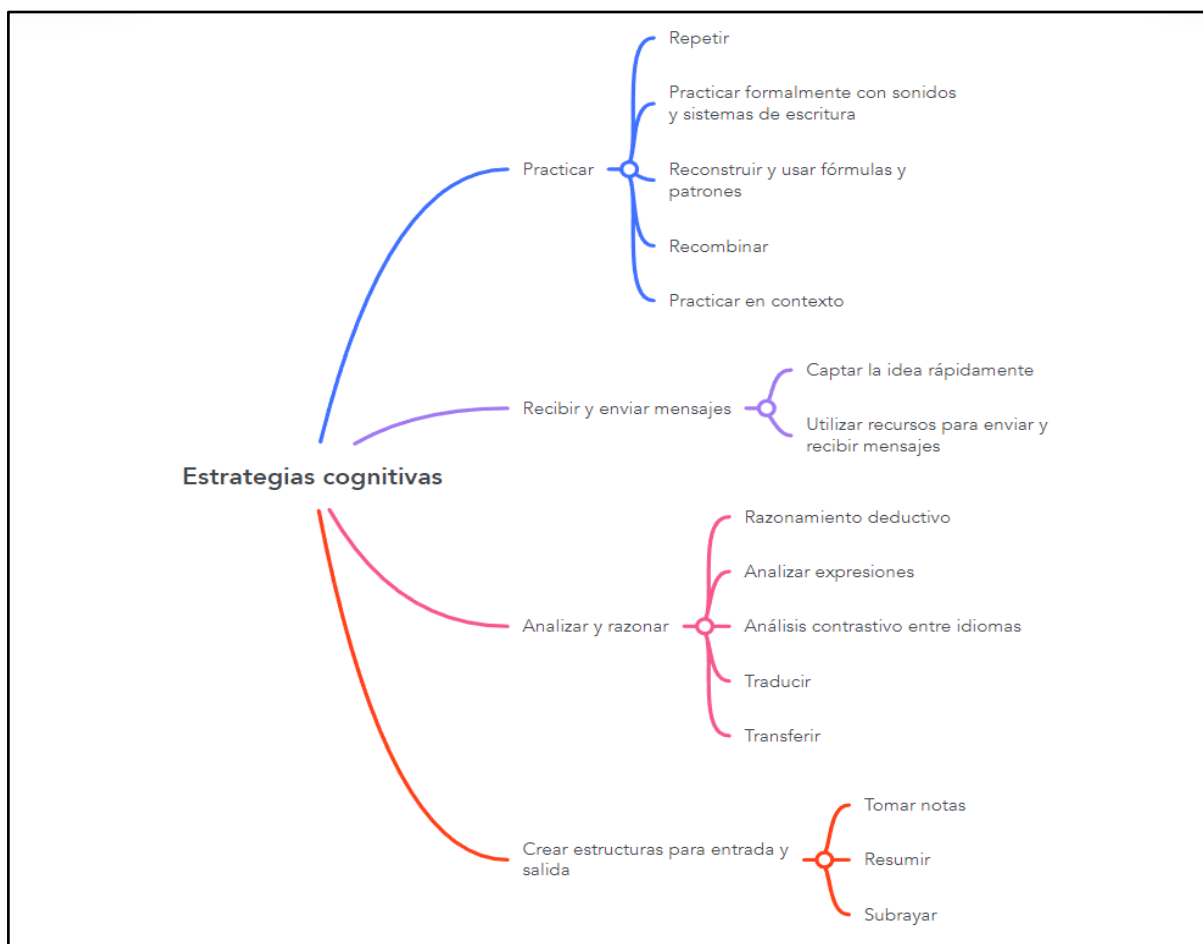 Estrategias cognitivas
Practicar
Repetir
Practicar formalmente con sonidos
y sistemas de escritura
Reconstruir y usar fórmulas y
patrones
Recombinar
Practicar en contexto
Recibir y enviar mensajes
Captar la idea rápidamente
Utilizar recursos para enviar y
recibir mensajes
Analizar y razonar
Razonamiento deductivo
Analizar expresiones
Análisis contrastivo entre idiomas
Traducir
Transferir
Crear estructuras para entrada y
salida
Tomar notas
Resumir
Subrayar